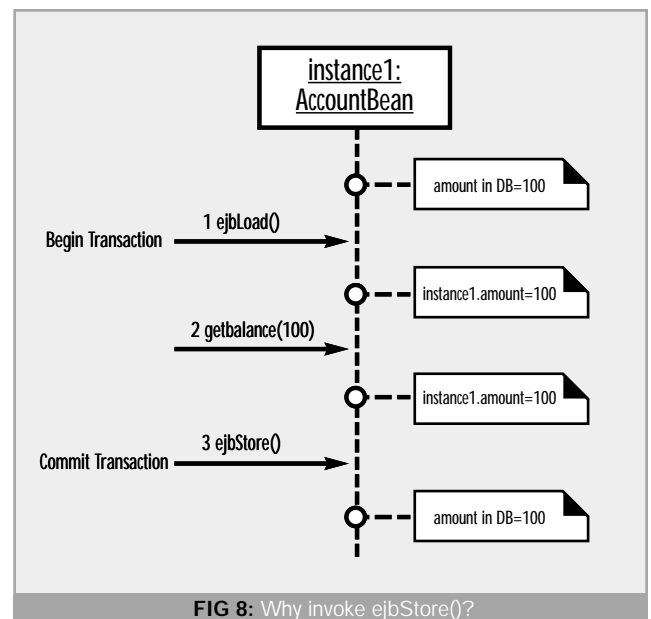 instance1:
AccountBean
amount in DB=100
1 ejbLoad()
Begin Transaction
instance1.amount=100
2 getbalance(100)
instance1.amount=100
3 ejbStore()
Commit Transaction
amount in DB=100
FIG 8: Why invoke ejbStore()?